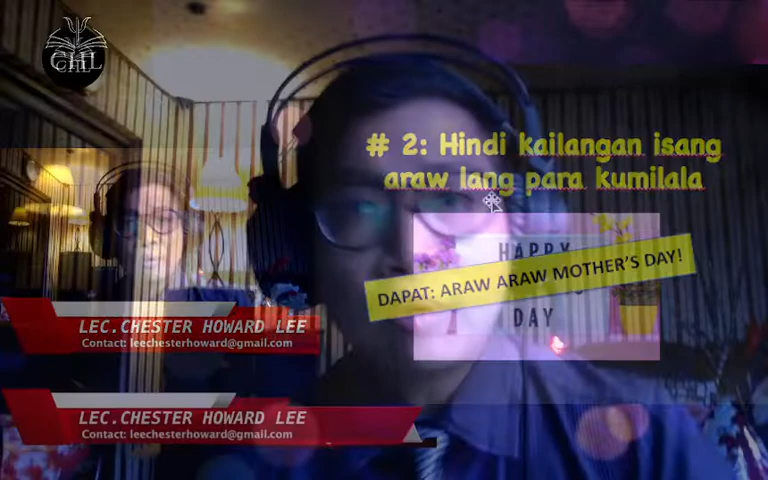 CHL
# 2: Hindi kailangan isang
araw lang para kumilala
HAPPY
DAPAT: ARAW ARAW MOTHER'S DAY!
DAY
LEC.CHESTER HOWARD LEE
Contact: leechesterhoward@gmail.com
LEC.CHESTER HOWARD LEE
Contact: leechesterhoward@gmail.com